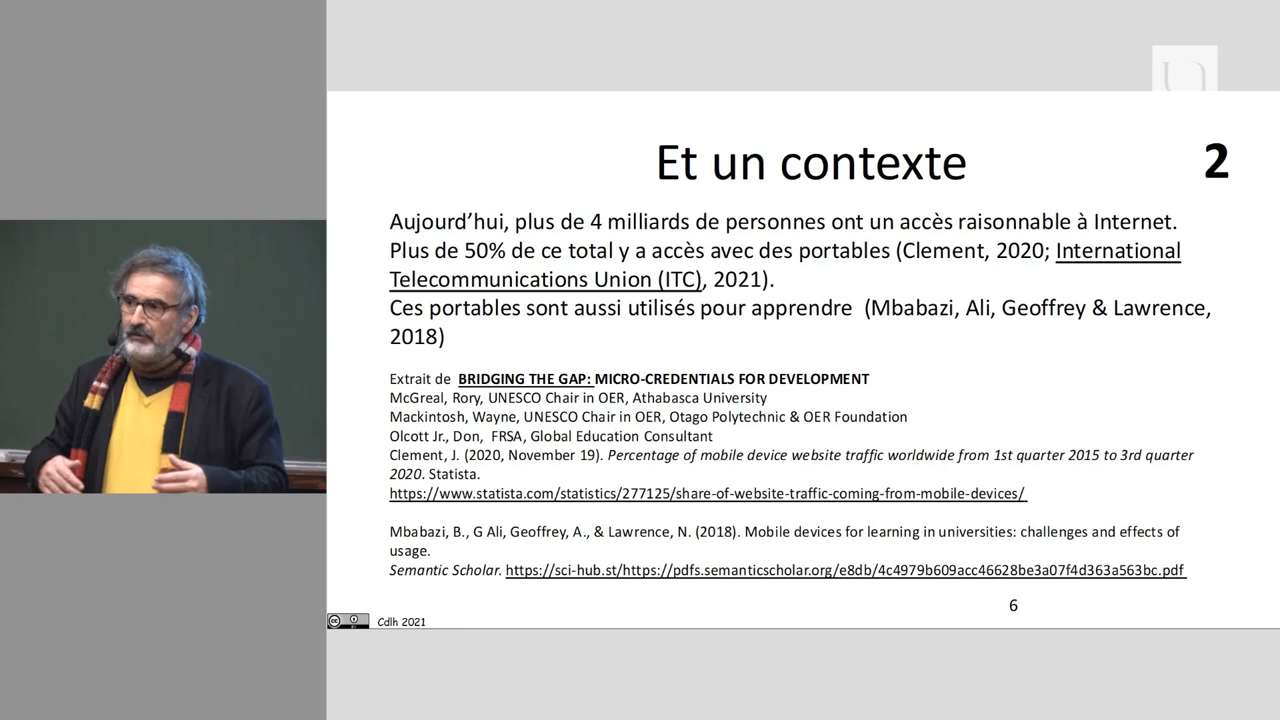 Et un contexte
2
Aujourd’hui, plus de 4 milliards de personnes ont un accès raisonnable à Internet.
Plus de 50% de ce total y a accès avec des portables (Clement, 2020; International
Telecommunications Union (ITC), 2021).
Ces portables sont aussi utilisés pour apprendre (Mbabazi, Ali, Geoffrey & Lawrence,
2018)
Extrait de BRIDGING THE GAP: MICRO-CREDENTIALS FOR DEVELOPMENT
McGreal, Rory, UNESCO Chair in OER, Athabasca University
Mackintosh, Wayne, UNESCO Chair in OER, Otago Polytechnic & OER Foundation
Olcott Jr., Don, FRSA, Global Education Consultant
Clement, J. (2020, November 19). Percentage of mobile device website traffic worldwide from 1st quarter 2015 to 3rd quarter
2020. Statista.
https://www.statista.com/statistics/277125/share-of-website-traffic-coming-from-mobile-devices/
Mbabazi, B., G Ali, Geoffrey, A., & Lawrence, N. (2018). Mobile devices for learning in universities: challenges and effects of
usage.
Semantic Scholar. https://sci-hub.st/https://pdfs.semanticscholar.org/e8db/4c4979b609acc46628be3a07f4d363a563bc.pdf
6
Cdlh 2021